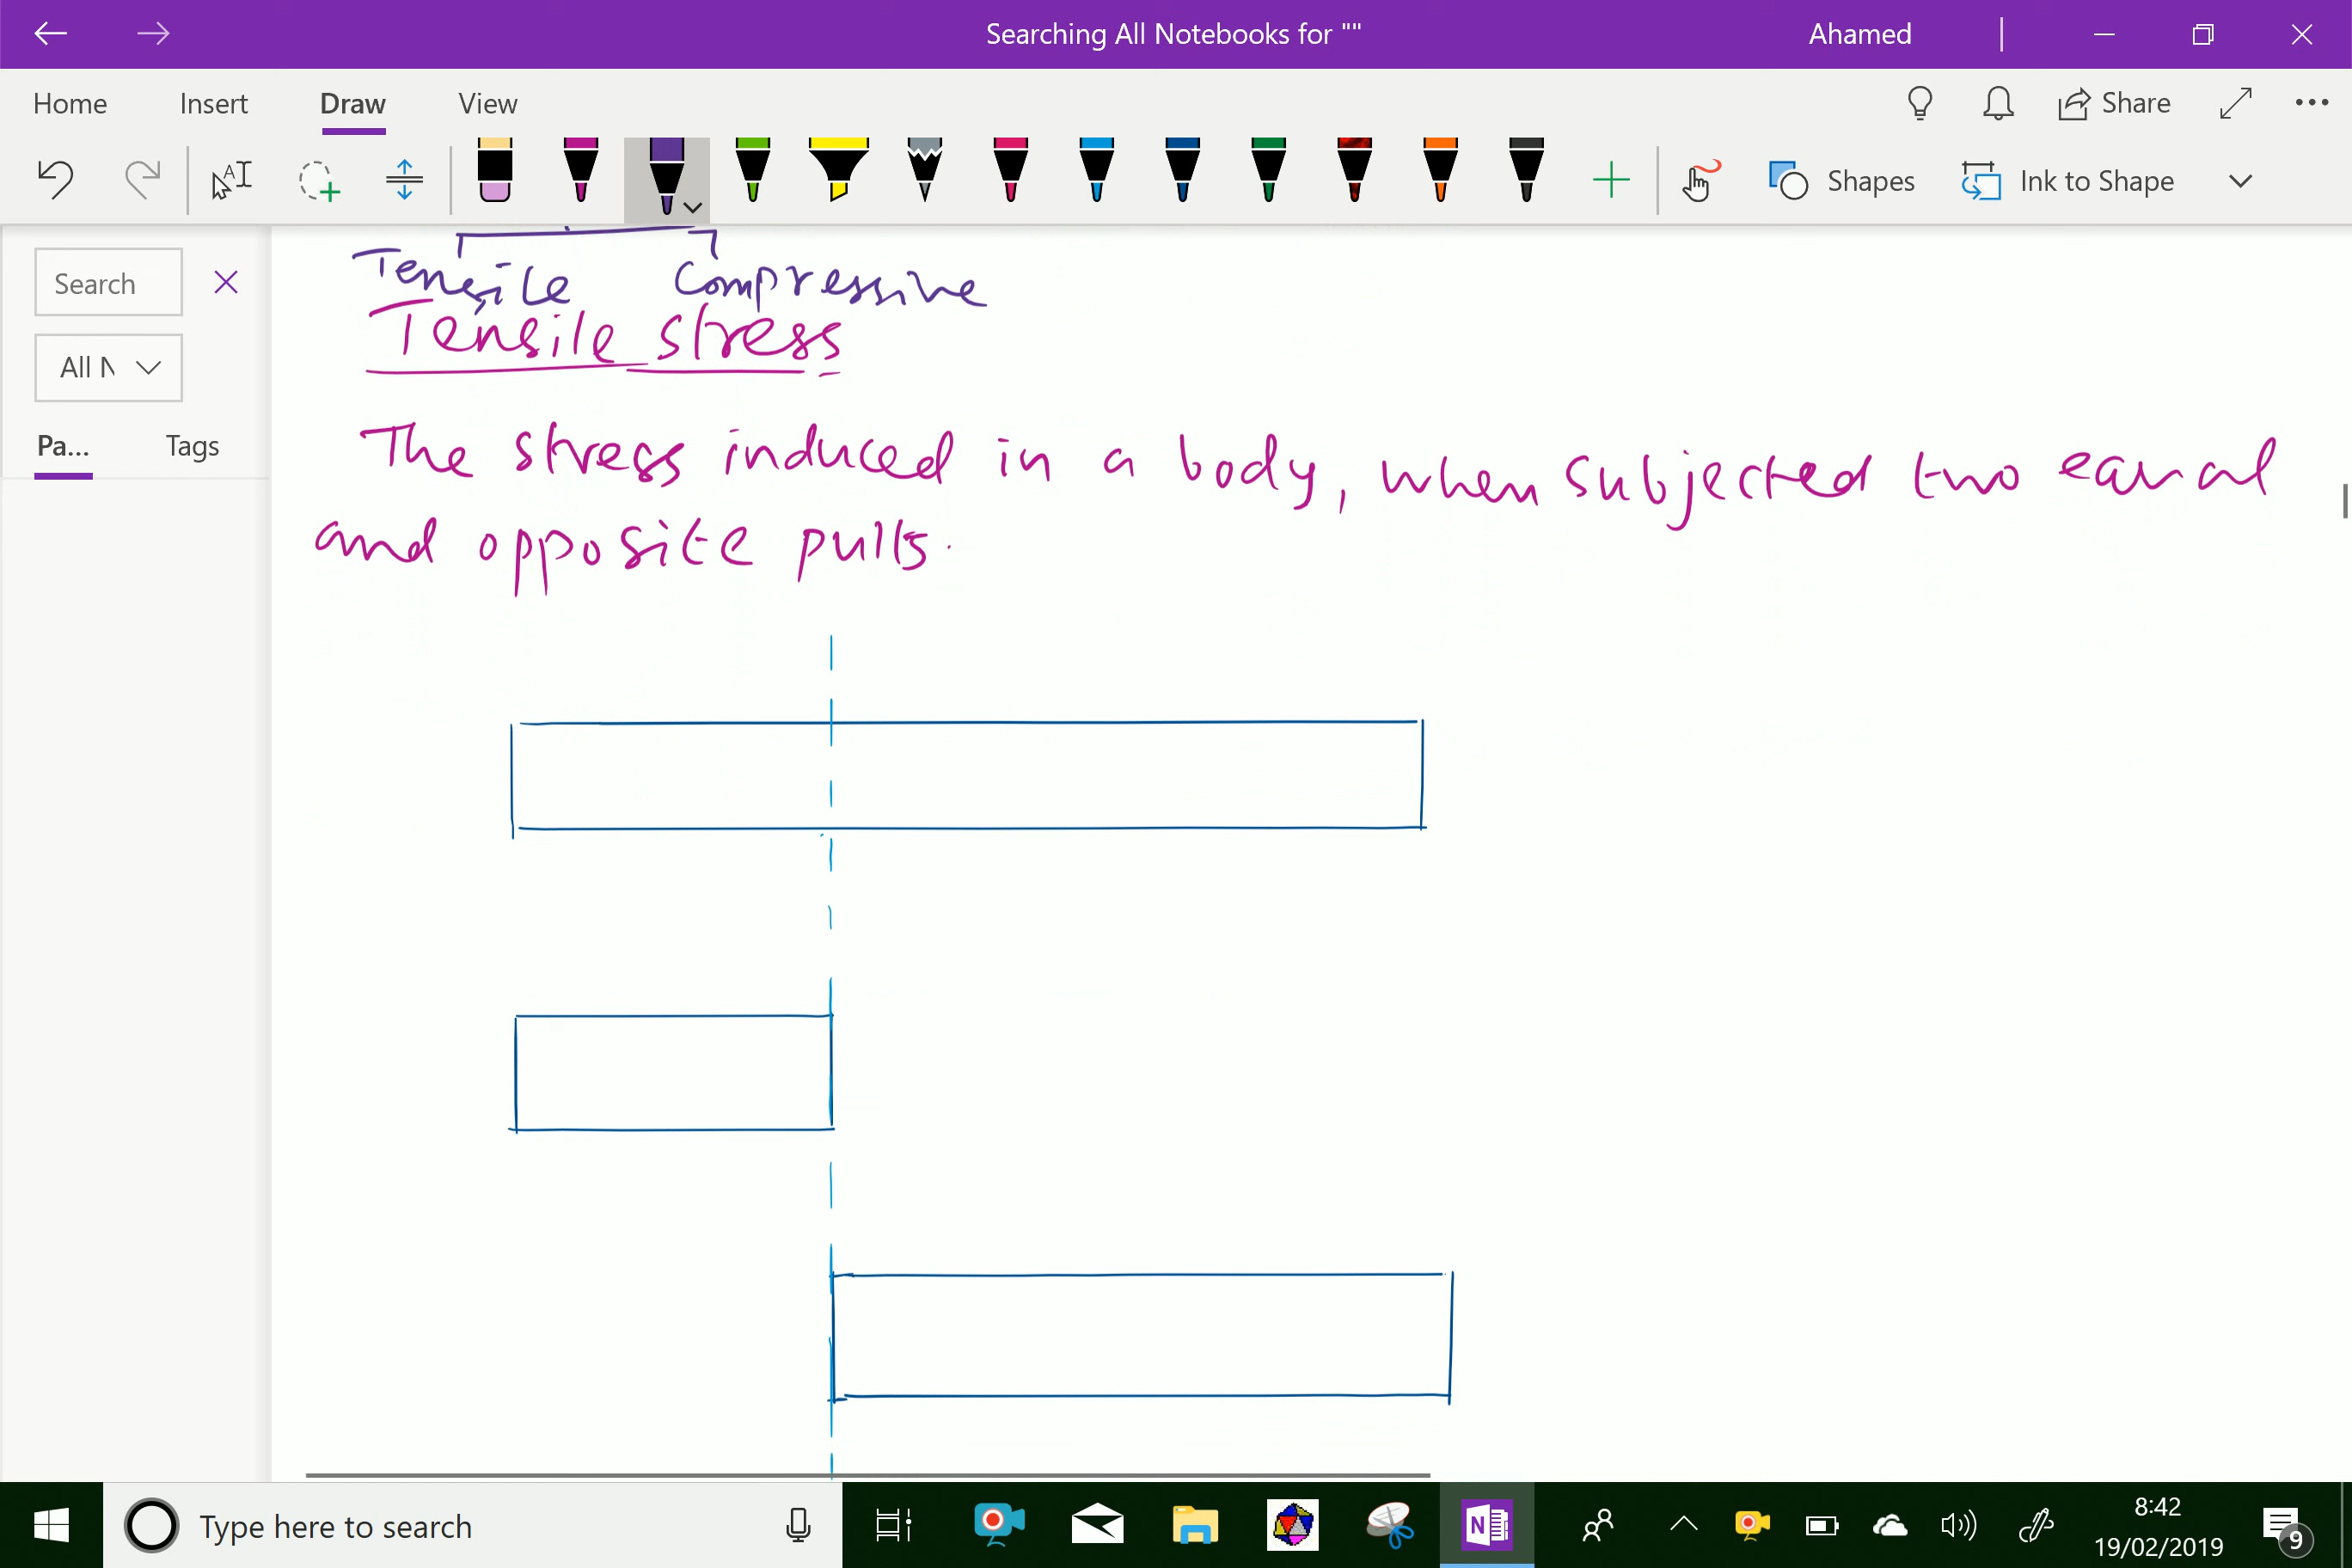 Searching All Notebooks for ""
Ahamed
Home Insert Draw View
Share
Shapes
Ink to Shape
Search
All N
Pa... Tags
Tensile Compressive
Tensile stress
The stress induced in a body, when subjected two equal
and opposite pulls.
Type here to search
8:42
19/02/2019
9